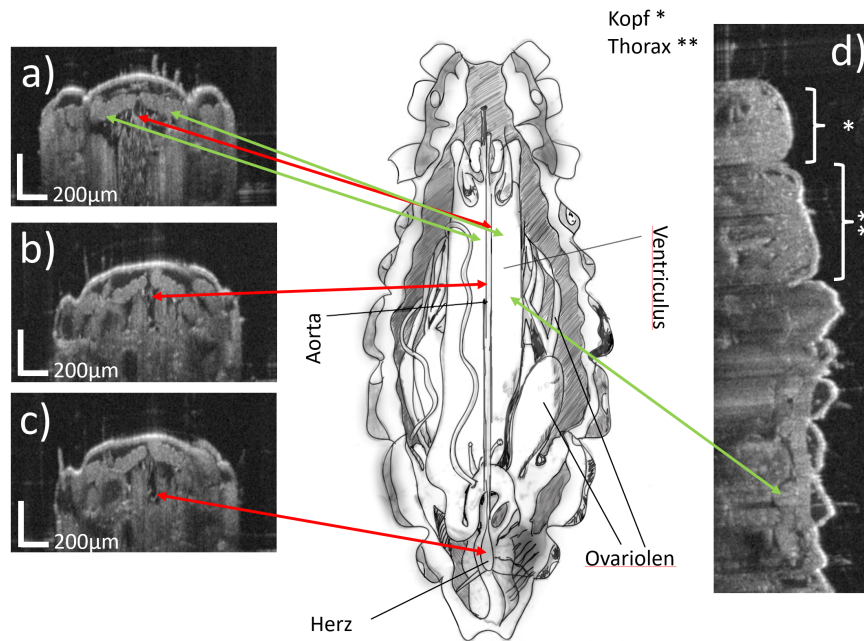 Kopf *
Thorax **
a)
200µm
b)
200µm
c)
200µm
d)
*
**
Ventriculus
Aorta
Ovariolen
Herz